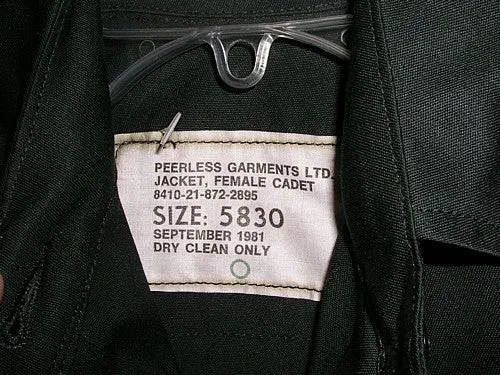 PEERLESS GARMENTS LTD.
JACKET, FEMALE CADET
8410-21-872-2895
SIZE: 5830
SEPTEMBER 1981
DRY CLEAN ONLY